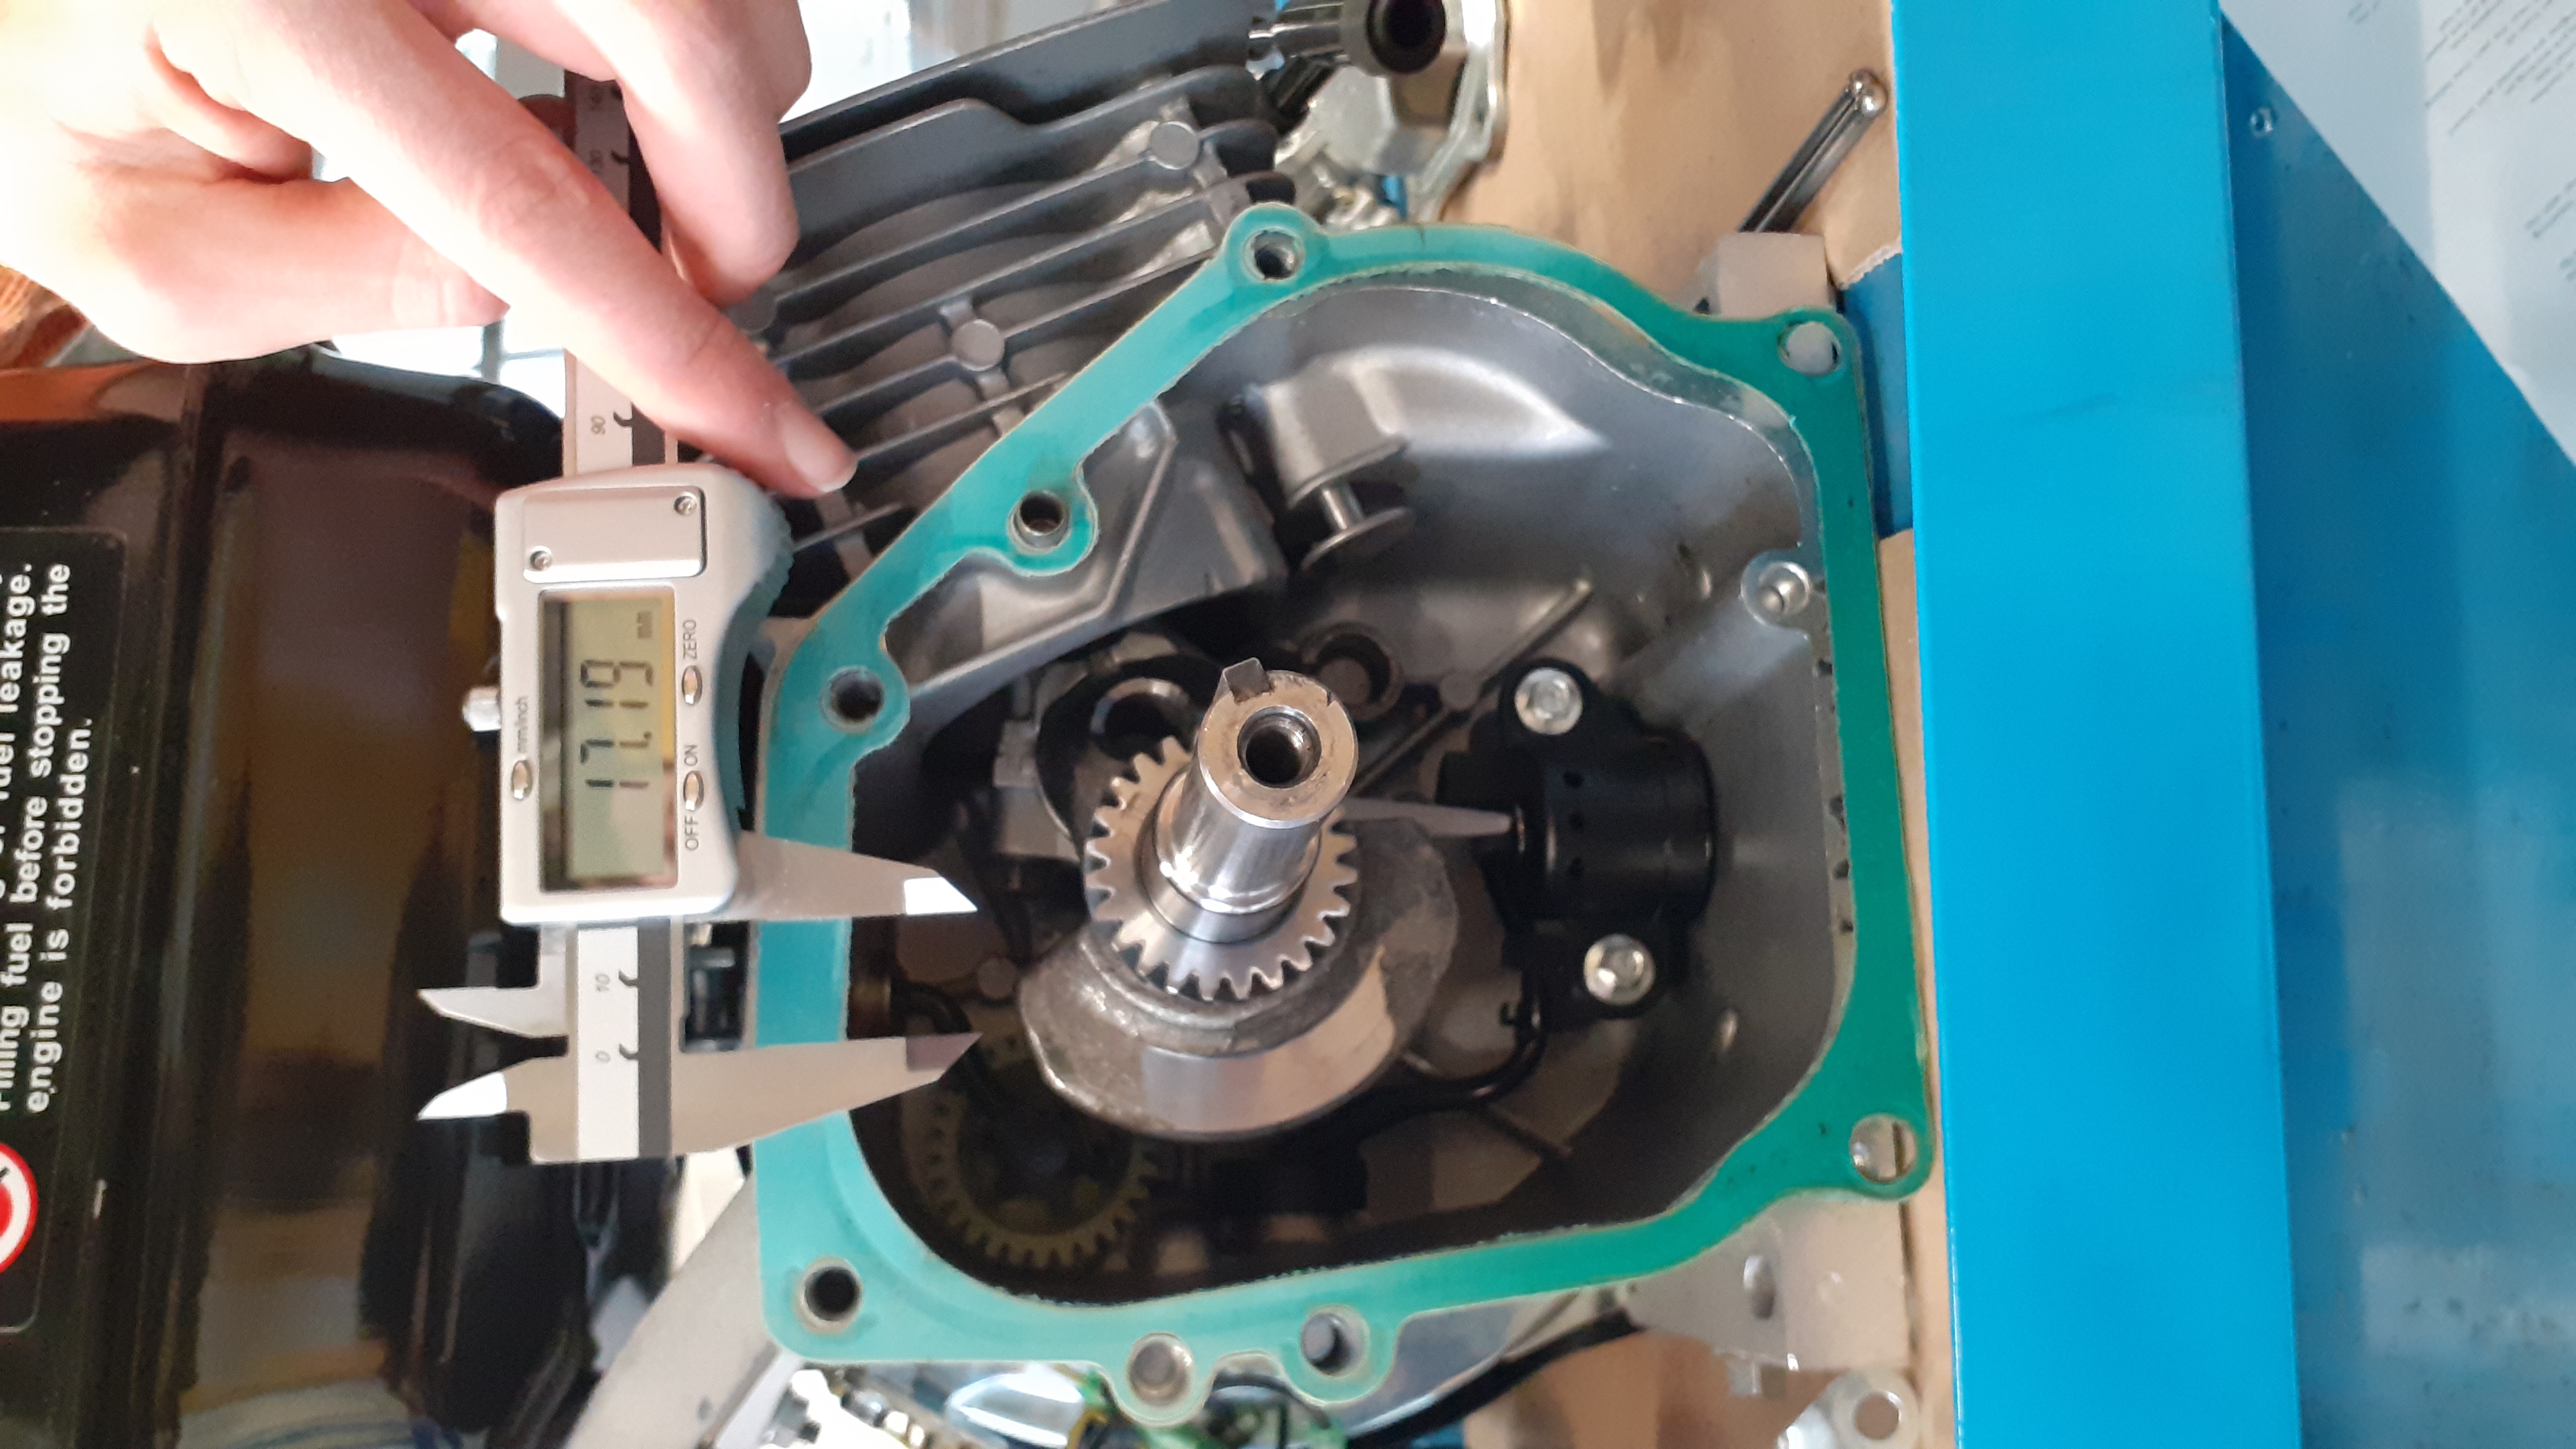 fuel leakage.
Filling fuel before stopping the
engine is forbidden.
mm/inch
17.19 mm
0 10 90 130 140
OFF ON ZERO